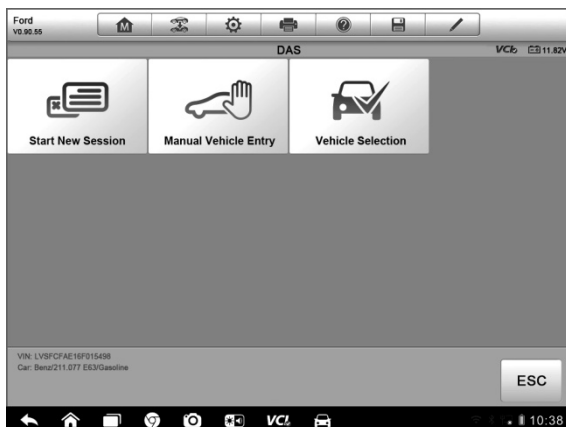 Ford
V0.90.55
M
DAS
VCI 11.82V
Start New Session
Manual Vehicle Entry
Vehicle Selection
VIN: LVSFCFAE16F015498
Car: Benz/211.077 E63/Gasoline
ESC
VCI
10:38